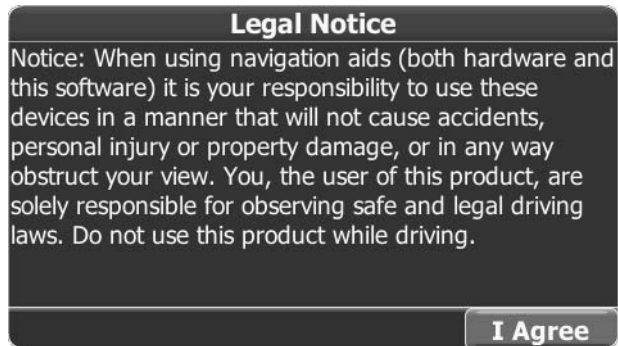 Legal Notice
Notice: When using navigation aids (both hardware and
this software) it is your responsibility to use these
devices in a manner that will not cause accidents,
personal injury or property damage, or in any way
obstruct your view. You, the user of this product, are
solely responsible for observing safe and legal driving
laws. Do not use this product while driving.
I Agree